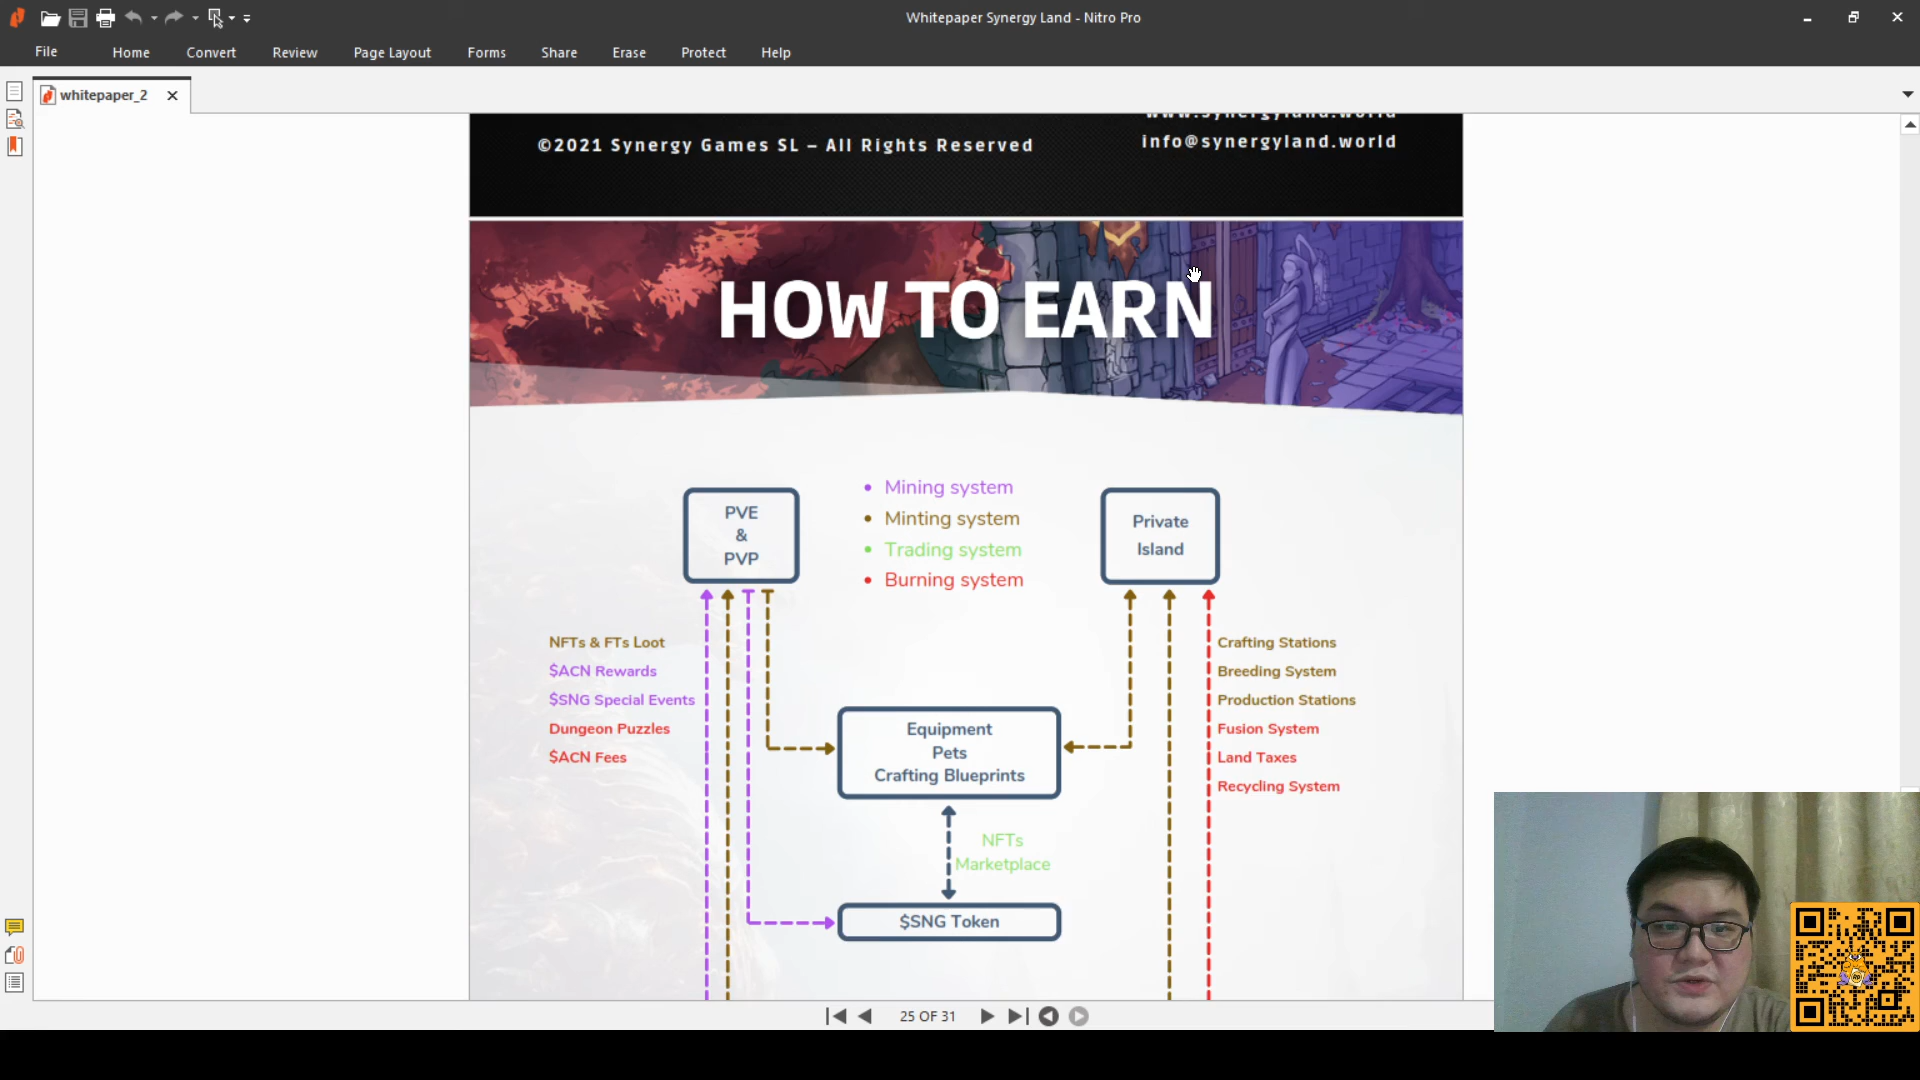 Whitepaper Synergy Land - Nitro Pro
File Home Convert Review Page Layout Forms Share Erase Protect Help
whitepaper_2
www.synergyland.world
©2021 Synergy Games SL – All Rights Reserved
info@synergyland.world
HOW TO EARN
PVE
&
PVP
• Mining system
• Minting system
• Trading system
• Burning system
Private
Island
NFTs & FTs Loot
$ACN Rewards
$SNG Special Events
Dungeon Puzzles
$ACN Fees
Crafting Stations
Breeding System
Production Stations
Fusion System
Land Taxes
Recycling System
Equipment
Pets
Crafting Blueprints
NFTs
Marketplace
$SNG Token
25 OF 31